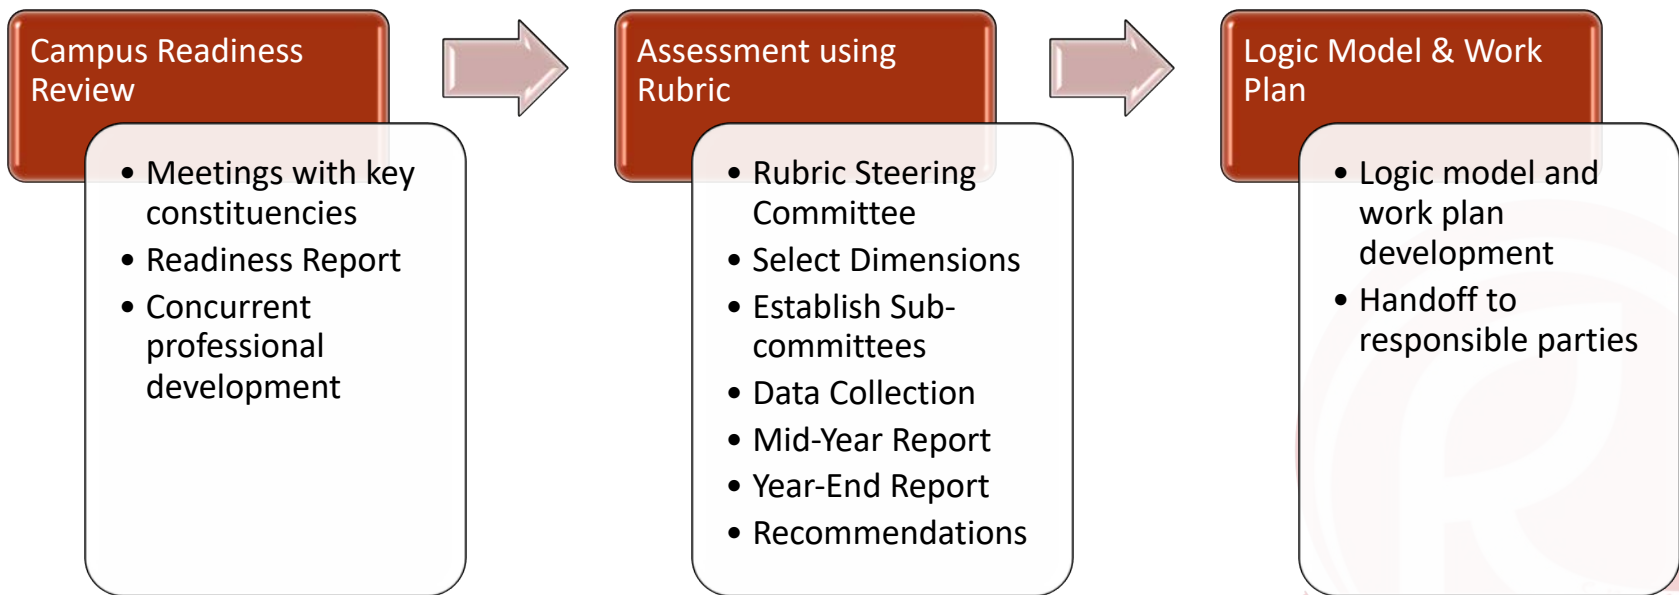 Campus Readiness
Review
• Meetings with key
constituencies
• Readiness Report
• Concurrent
professional
development
Assessment using
Rubric
• Rubric Steering
Committee
• Select Dimensions
• Establish Sub-
committees
• Data Collection
• Mid-Year Report
• Year-End Report
• Recommendations
Logic Model & Work
Plan
• Logic model and
work plan
development
• Handoff to
responsible parties